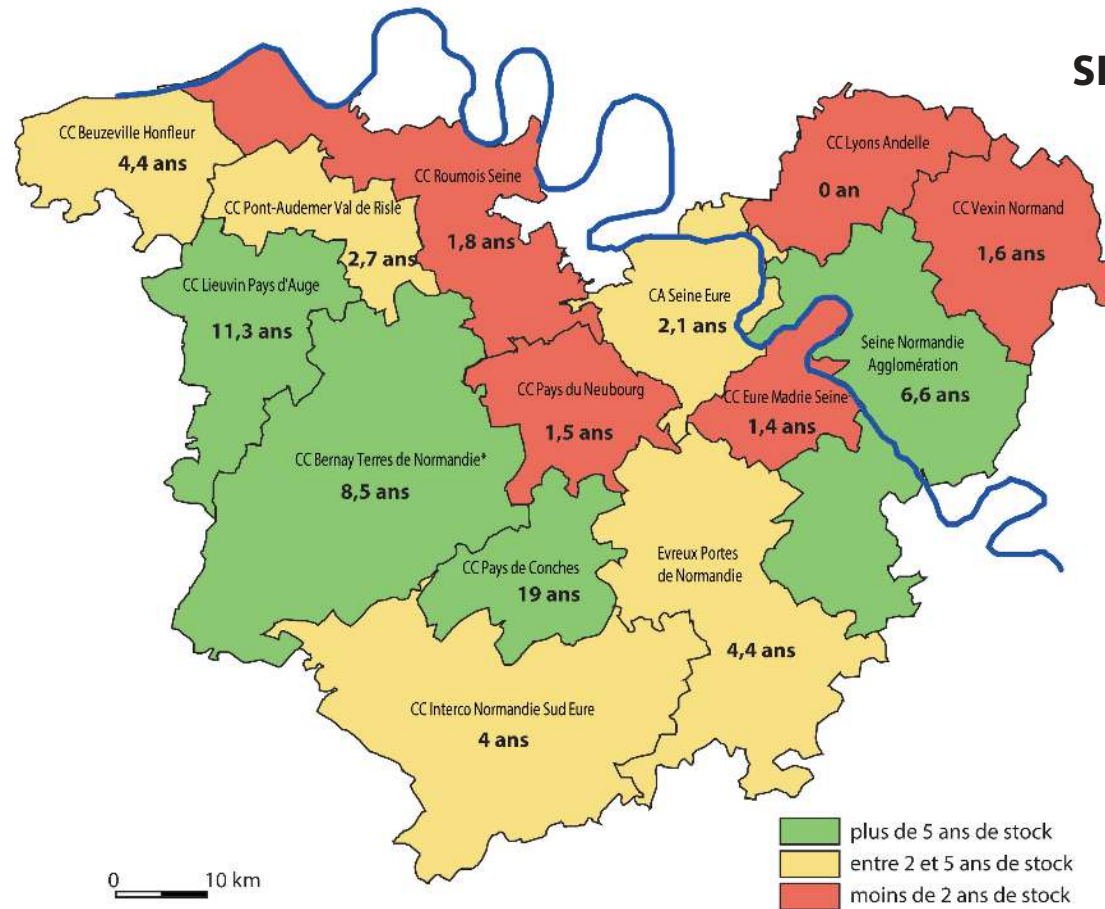 SI
CC Beuzeville Honfleur
4,4 ans
CC Roumois Seine
1,8 ans
CC Pont-Audemer Val de Risle
2,7 ans
CC Lyons Andelle
0 an
CC Vexin Normand
1,6 ans
CC Lieuvin Pays d'Auge
11,3 ans
CA Seine Eure
2,1 ans
Seine Normandie
Agglomération
6,6 ans
CC Pays du Neubourg
1,5 ans
CC Eure Madrie Seine
1,4 ans
CC Bernay Terres de Normandie*
8,5 ans
CC Pays de Conches
19 ans
Evreux Portes
de Normandie
4,4 ans
CC Interco Normandie Sud Eure
4 ans
plus de 5 ans de stock
entre 2 et 5 ans de stock
moins de 2 ans de stock
0 10 km